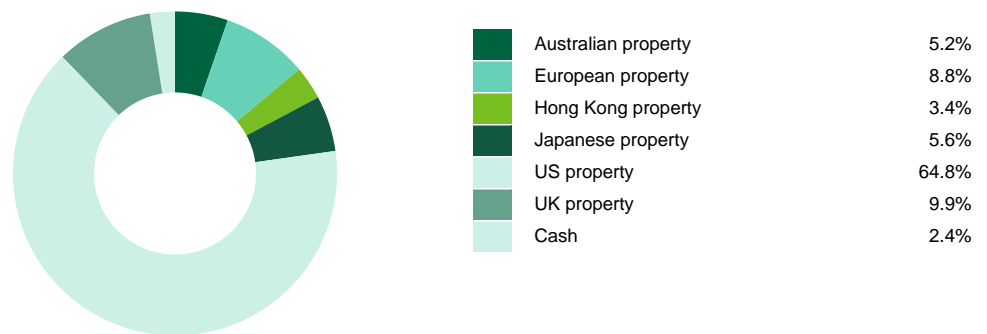 Australian property 5.2%
European property 8.8%
Hong Kong property 3.4%
Japanese property 5.6%
US property 64.8%
UK property 9.9%
Cash 2.4%